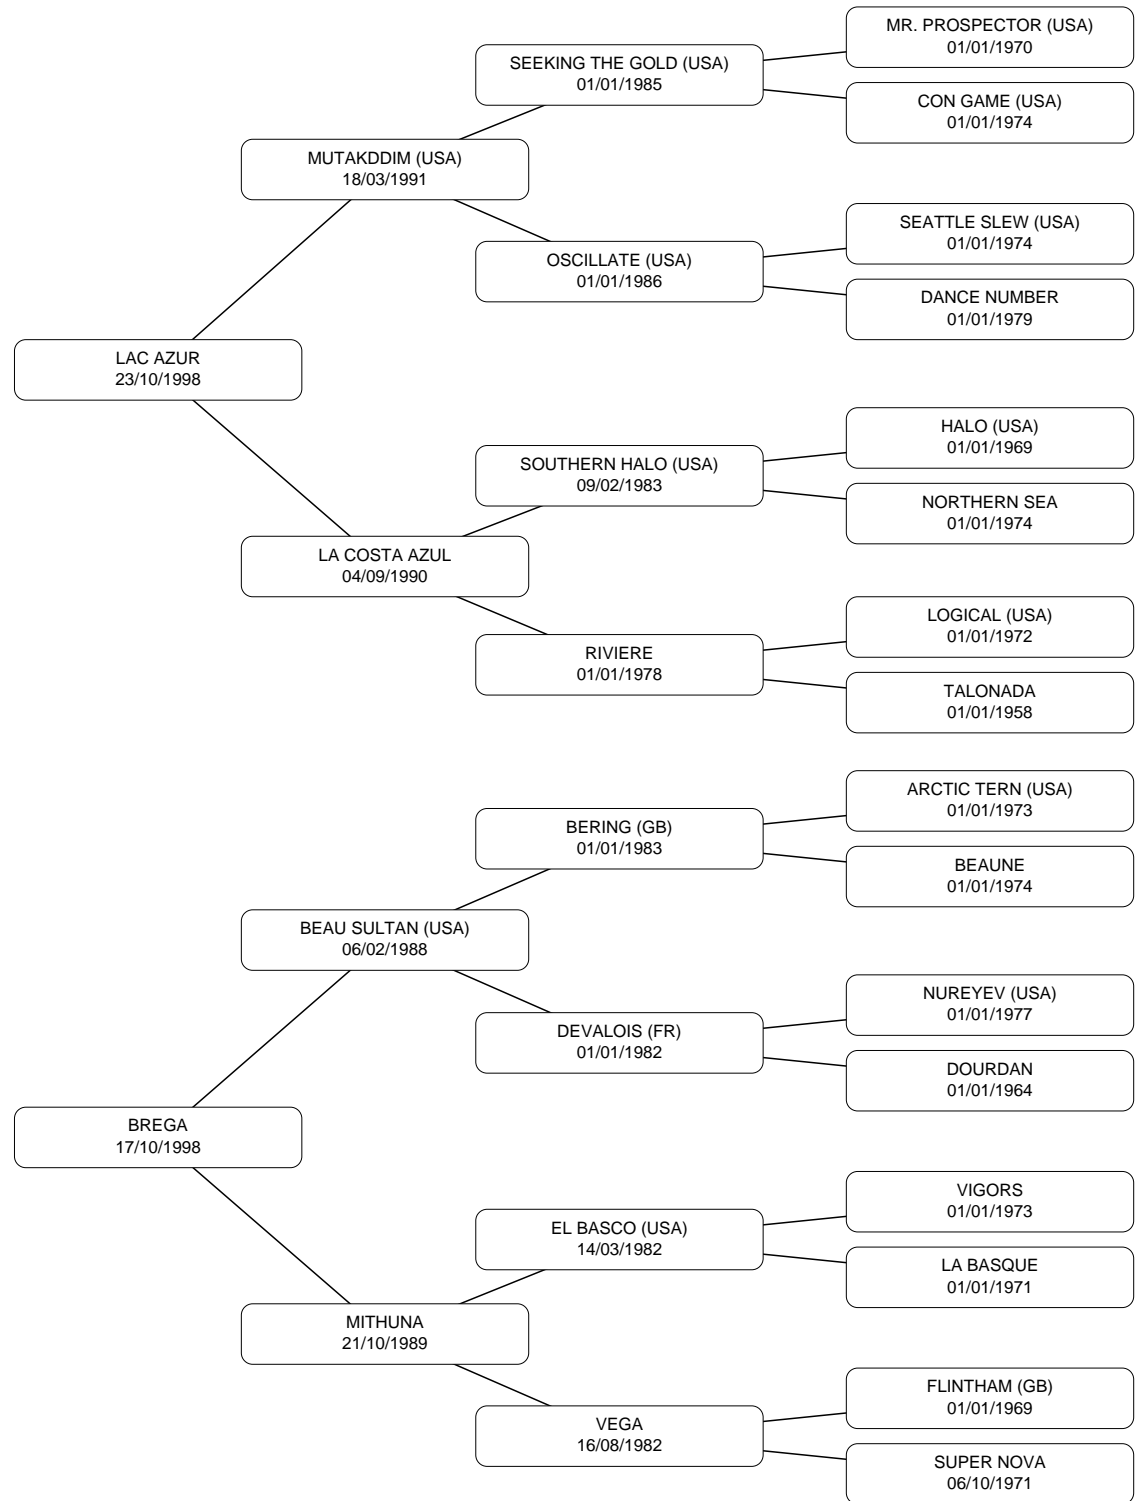 MR. PROSPECTOR (USA)
01/01/1970
SEEKING THE GOLD (USA)
01/01/1985
CON GAME (USA)
01/01/1974
MUTAKDDIM (USA)
18/03/1991
SEATTLE SLEW (USA)
01/01/1974
OSCILLATE (USA)
01/01/1986
DANCE NUMBER
01/01/1979
LAC AZUR
23/10/1998
HALO (USA)
01/01/1969
SOUTHERN HALO (USA)
09/02/1983
NORTHERN SEA
01/01/1974
LA COSTA AZUL
04/09/1990
LOGICAL (USA)
01/01/1972
RIVIERE
01/01/1978
TALONADA
01/01/1958
ARCTIC TERN (USA)
01/01/1973
BERING (GB)
01/01/1983
BEAUNE
01/01/1974
BEAU SULTAN (USA)
06/02/1988
NUREYEV (USA)
01/01/1977
DEVALOIS (FR)
01/01/1982
DOURDAN
01/01/1964
BREGA
17/10/1998
VIGORS
01/01/1973
EL BASCO (USA)
14/03/1982
LA BASQUE
01/01/1971
MITHUNA
21/10/1989
FLINTHAM (GB)
01/01/1969
VEGA
16/08/1982
SUPER NOVA
06/10/1971